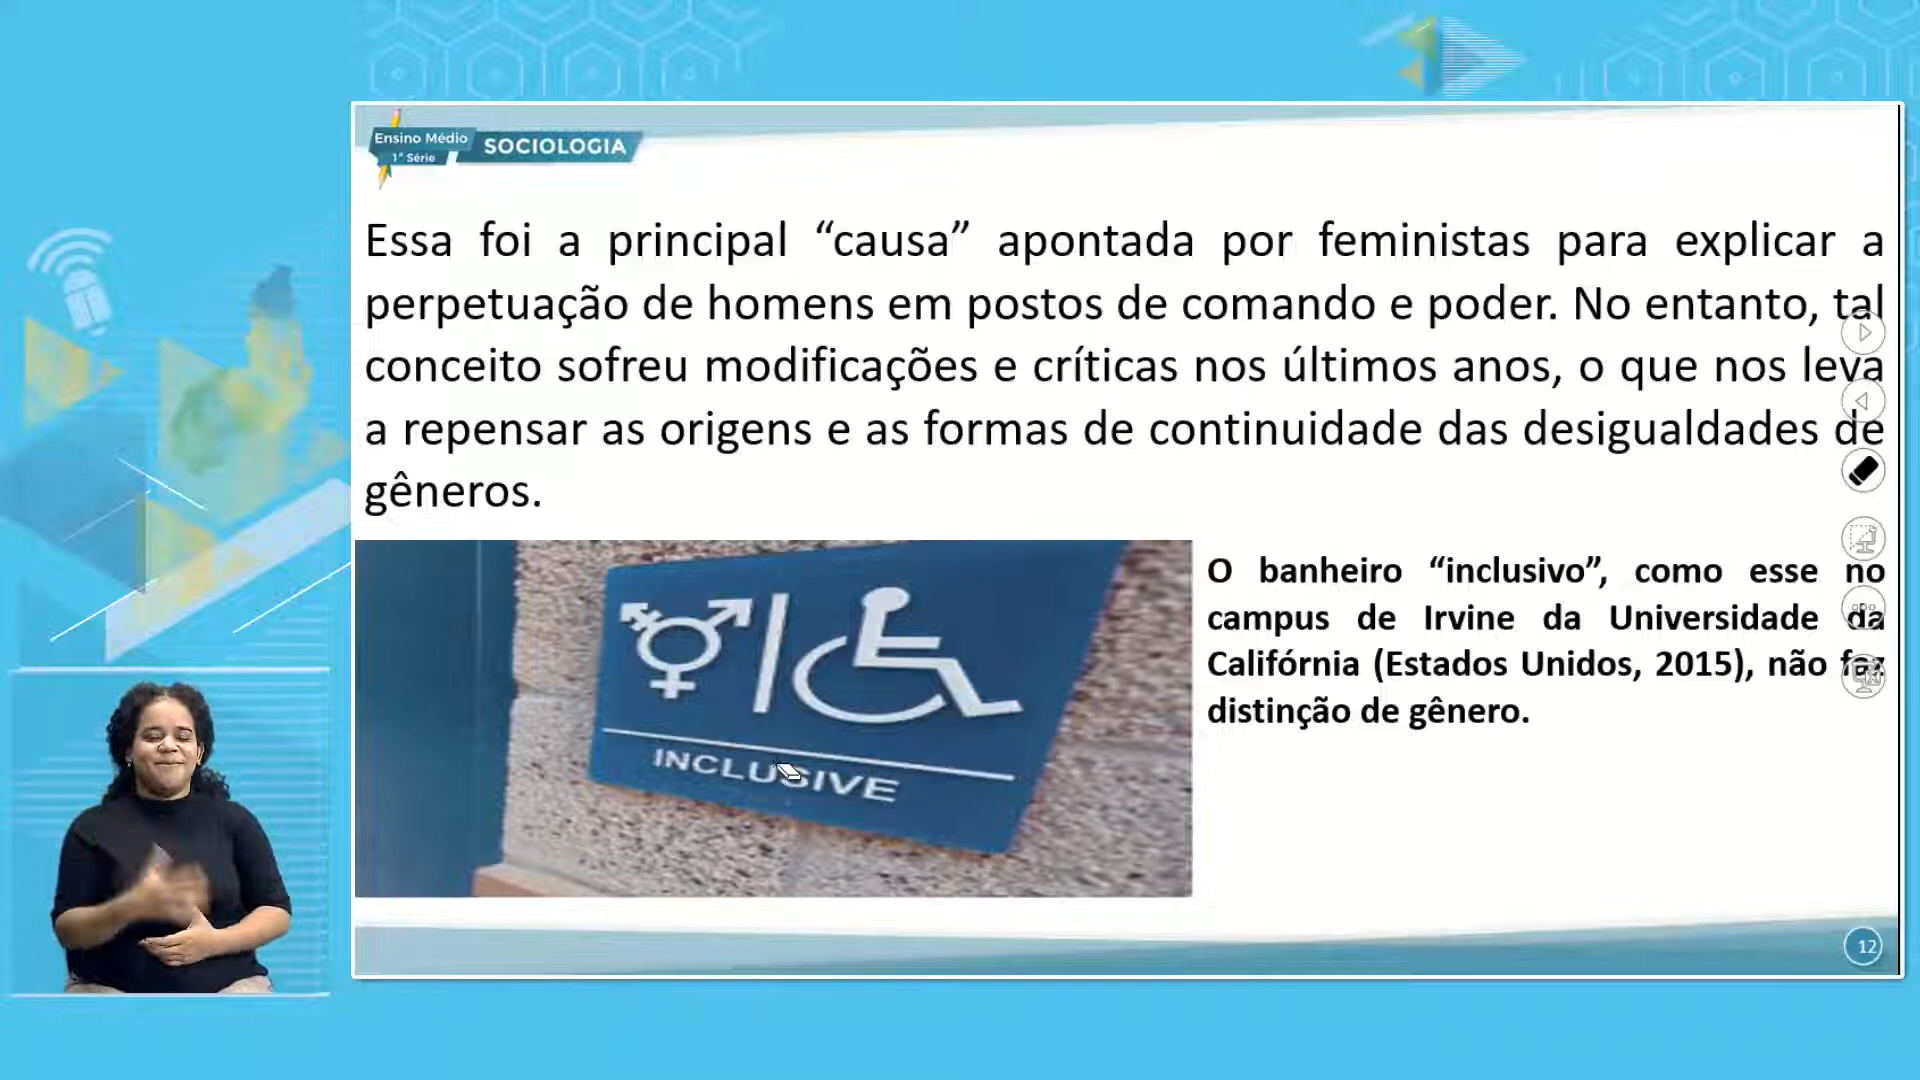 Ensino Médio
1ª Série
SOCIOLOGIA
Essa foi a principal “causa” apontada por feministas para explicar a
perpetuação de homens em postos de comando e poder. No entanto, tal
conceito sofreu modificações e críticas nos últimos anos, o que nos leva
a repensar as origens e as formas de continuidade das desigualdades de
gêneros.
INCLUSIVE
O banheiro “inclusivo”, como esse no
campus de Irvine da Universidade da
Califórnia (Estados Unidos, 2015), não faz
distinção de gênero.
12